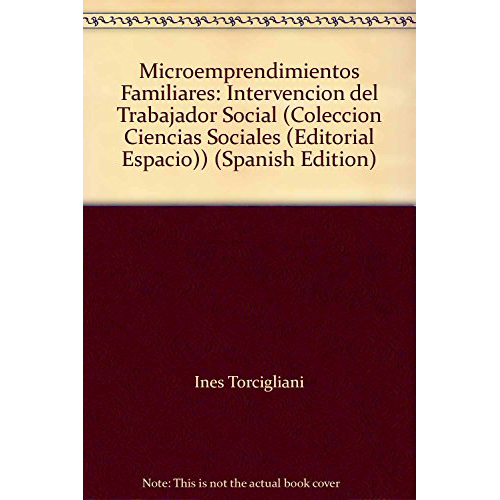 Microemprendimientos
Familiares: Intervencion del
Trabajador Social (Coleccion
Ciencias Sociales (Editorial
Espacio)) (Spanish Edition)
Ines Torcigliani
Note: This is not the actual book cover